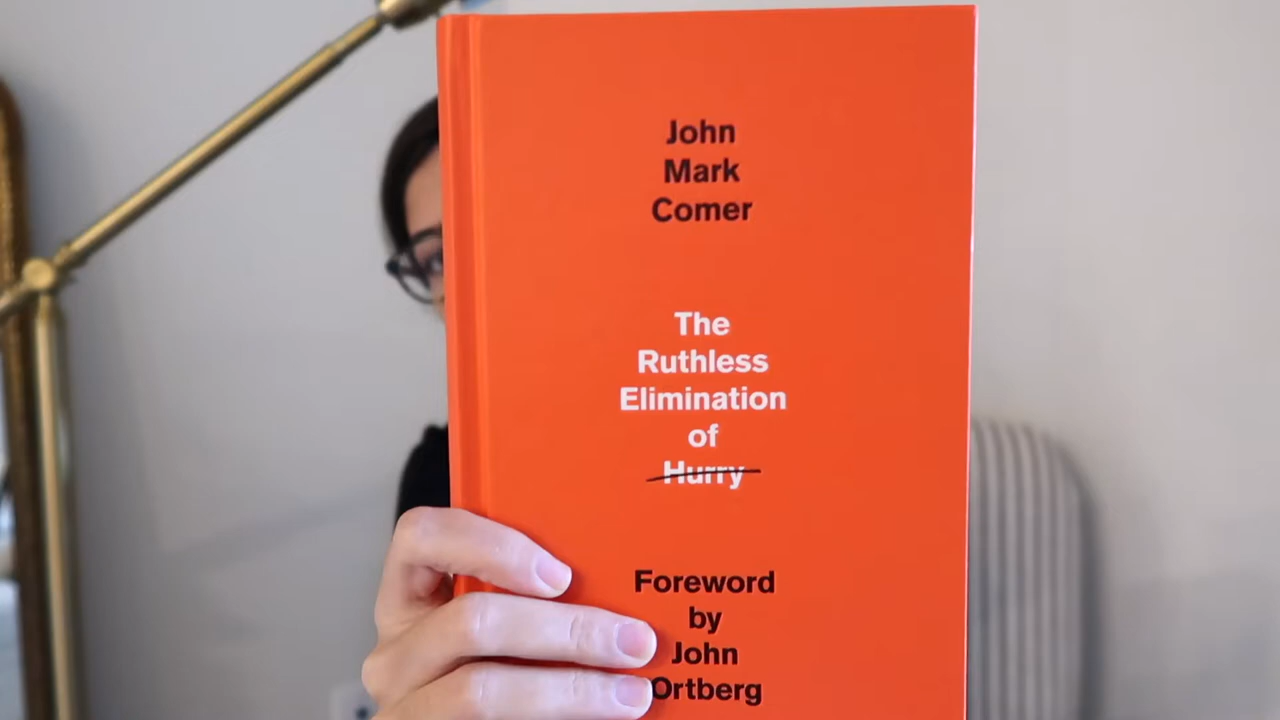 John
Mark
Comer
The
Ruthless
Elimination
of
Hurry
Foreword
by
John
Ortberg